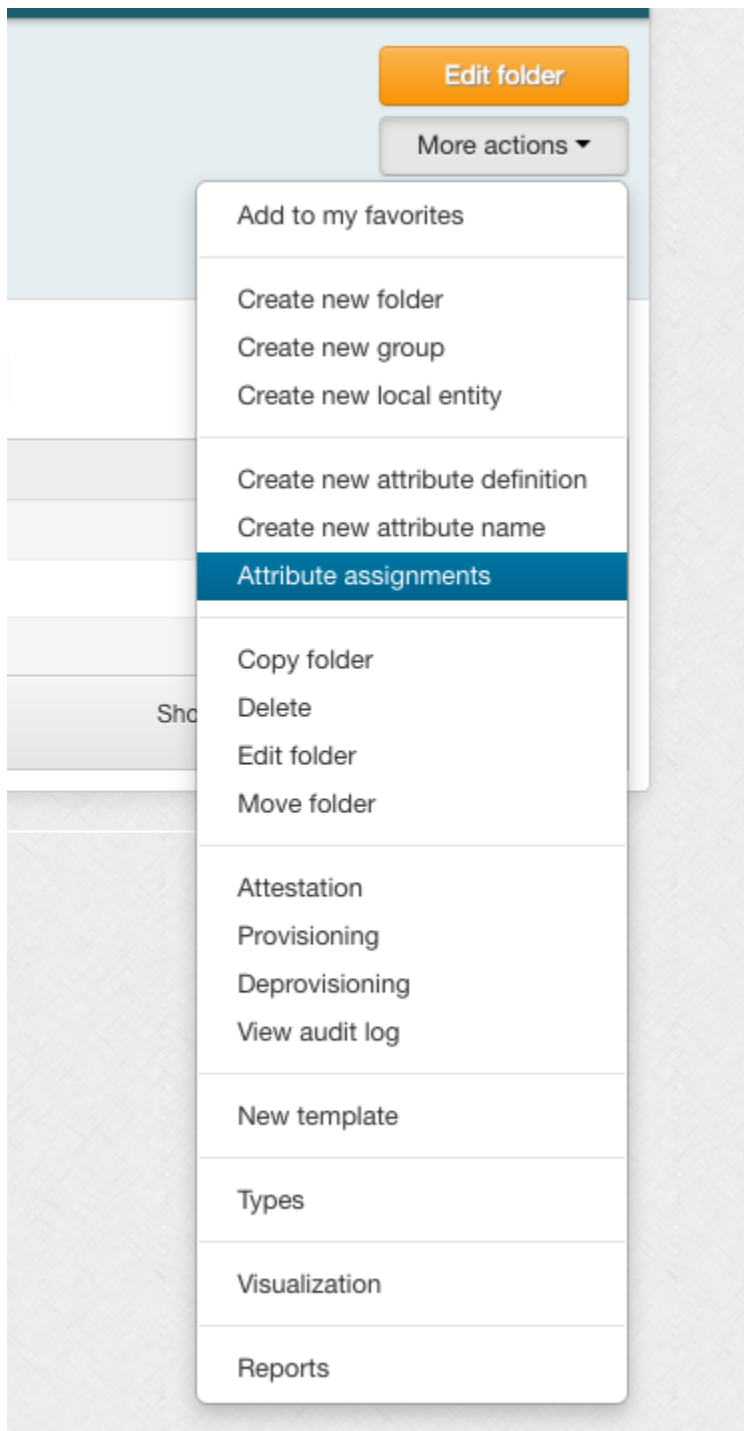 Edit folder
More actions
Add to my favorites
Create new folder
Create new group
Create new local entity
Create new attribute definition
Create new attribute name
Attribute assignments
Copy folder
Sho
Delete
Edit folder
Move folder
Attestation
Provisioning
Deprovisioning
View audit log
New template
Types
Visualization
Reports